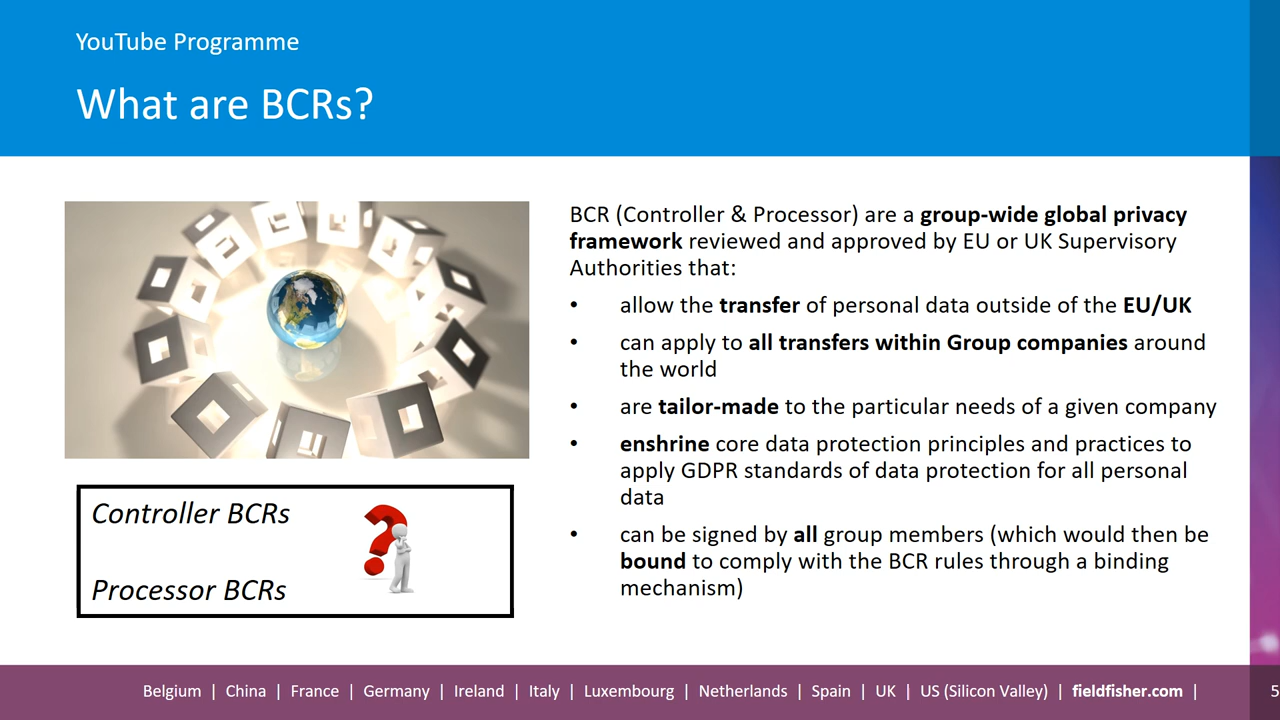 YouTube Programme
What are BCRs?
BCR (Controller & Processor) are a group-wide global privacy
framework reviewed and approved by EU or UK Supervisory
Authorities that:
• allow the transfer of personal data outside of the EU/UK
• can apply to all transfers within Group companies around
the world
• are tailor-made to the particular needs of a given company
• enshrine core data protection principles and practices to
apply GDPR standards of data protection for all personal
data
• can be signed by all group members (which would then be
bound to comply with the BCR rules through a binding
mechanism)
Controller BCRs
Processor BCRs
Belgium | China | France | Germany | Ireland | Italy | Luxembourg | Netherlands | Spain | UK | US (Silicon Valley) | fieldfisher.com |
5